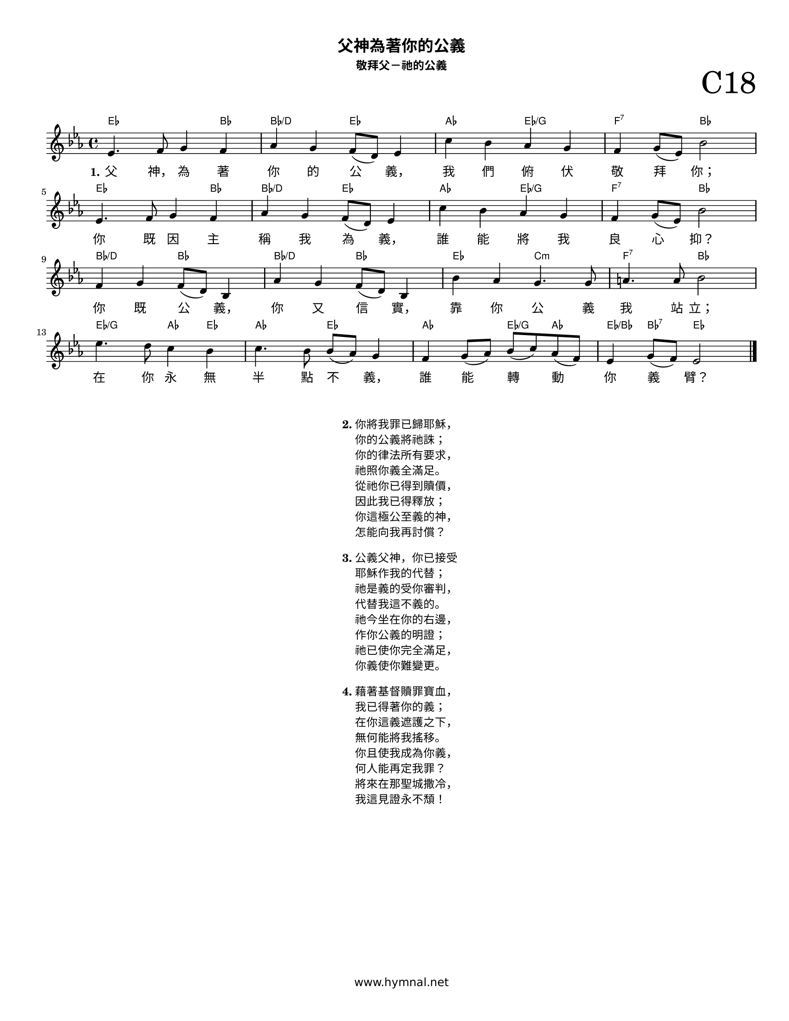 父神為著你的公義
敬拜父－祂的公義
C18
E♭ B♭ B♭/D E♭ A♭ E♭/G F7 B♭
1. 父 神， 為 著 你 的 公 義， 我 們 俯 伏 敬 拜 你；
5 E♭ B♭ B♭/D E♭ A♭ E♭/G F7 B♭
你 既 因 主 稱 我 為 義， 誰 能 將 我 良 心 抑？
9 B♭/D B♭ B♭/D B♭ E♭ Cm F7 B♭
你 既 公 義， 你 又 信 實， 靠 你 公 義 我 站 立；
13 E♭/G A♭ E♭ A♭ E♭ A♭ E♭/G A♭ E♭/B♭ B♭7 E♭
在 你 永 無 半 點 不 義， 誰 能 轉 動 你 義 臂？
2. 你將我罪已歸耶穌，
你的公義將祂誅；
你的律法所有要求，
祂照你義全滿足。
從祂你已得到贖價，
因此我已得釋放；
你這極公至義的神，
怎能向我再討償？
3. 公義父神，你已接受
耶穌作我的代替；
祂是義的受你審判，
代替我這不義的。
祂今坐在你的右邊，
作你公義的明證；
祂已使你完全滿足，
你義使你難變更。
4. 藉著基督贖罪寶血，
我已得著你的義；
在你這義遮護之下，
無何能將我搖移。
你且使我成為你義，
何人能再定我罪？
將來在那聖城撒冷，
我這見證永不頹！
www.hymnal.net